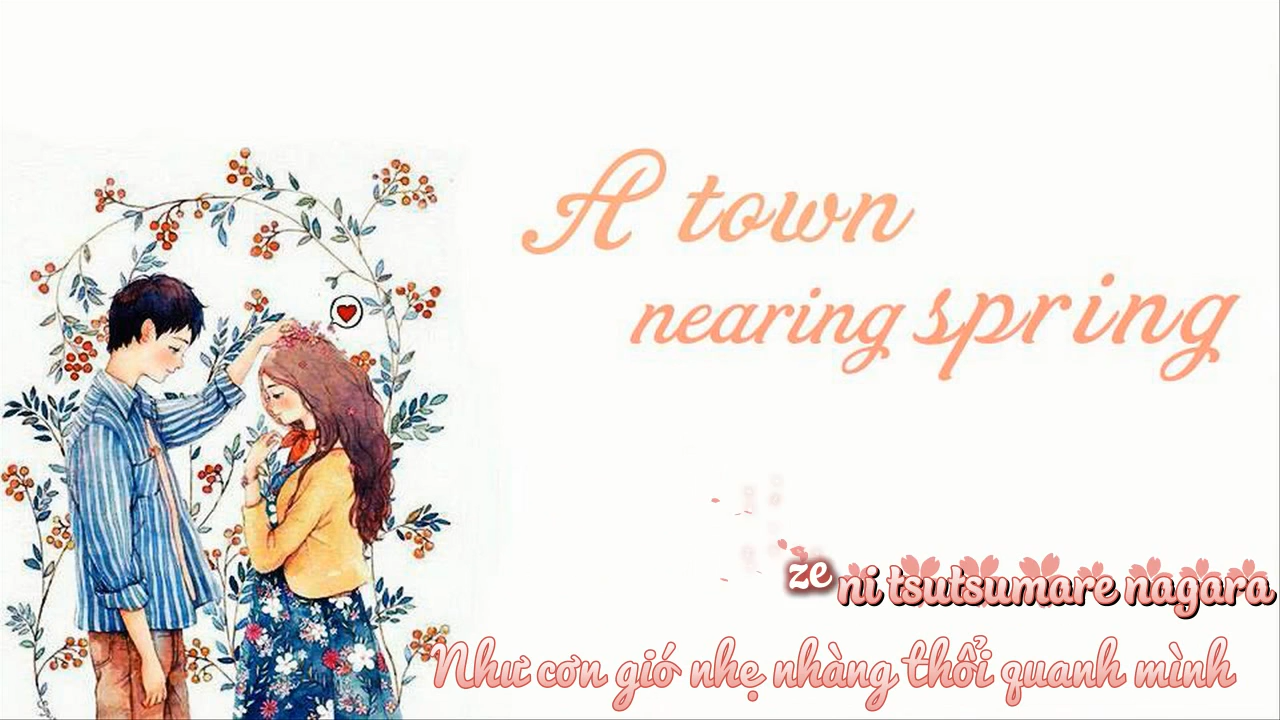 A town
nearing spring
ze ni tsutsumare nagara
Như cơn gió nhẹ nhàng thổi quanh mình